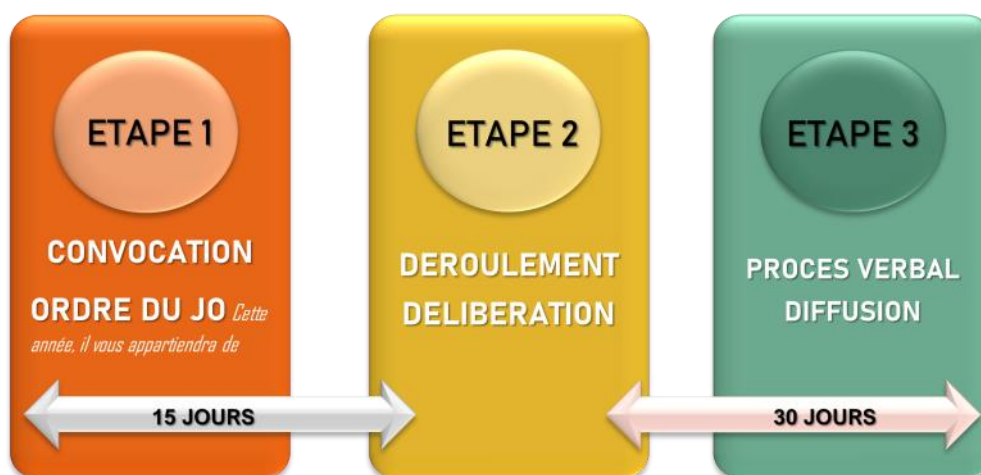 ETAPE 1
CONVOCATION
ORDRE DU JO Cette
année, il vous appartiendra de
ETAPE 2
DEROULEMENT
DELIBERATION
ETAPE 3
PROCES VERBAL
DIFFUSION
15 JOURS
30 JOURS